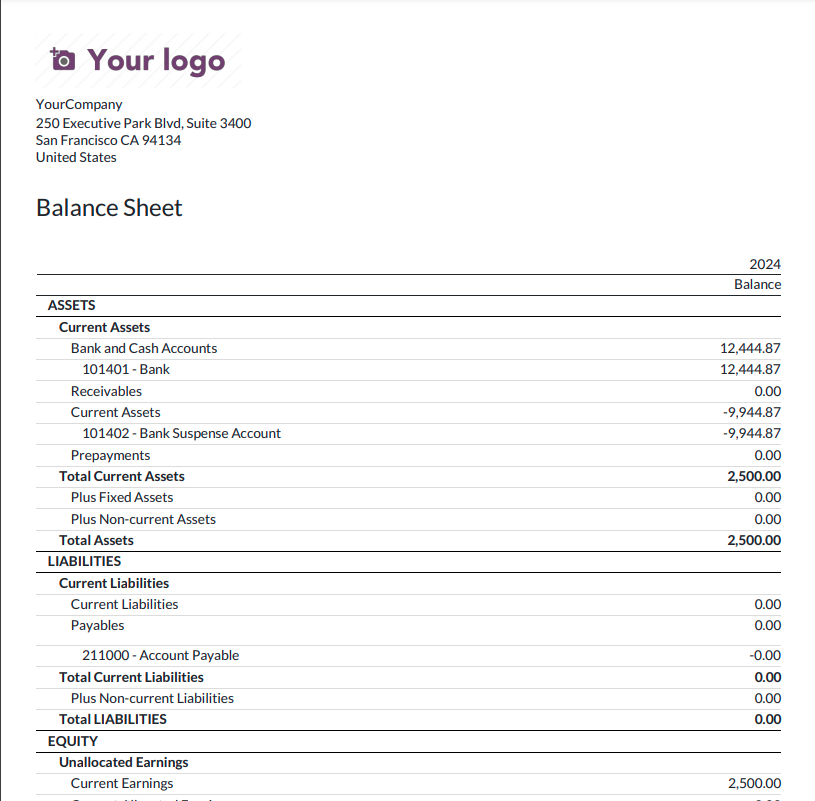 Your logo
YourCompany
250 Executive Park Blvd, Suite 3400
San Francisco CA 94134
United States
Balance Sheet
2024
Balance
ASSETS
Current Assets
Bank and Cash Accounts 12,444.87
101401 - Bank 12,444.87
Receivables 0.00
Current Assets -9,944.87
101402 - Bank Suspense Account -9,944.87
Prepayments 0.00
Total Current Assets 2,500.00
Plus Fixed Assets 0.00
Plus Non-current Assets 0.00
Total Assets 2,500.00
LIABILITIES
Current Liabilities
Current Liabilities 0.00
Payables 0.00
211000 - Account Payable -0.00
Total Current Liabilities 0.00
Plus Non-current Liabilities 0.00
Total LIABILITIES 0.00
EQUITY
Unallocated Earnings
Current Earnings 2,500.00